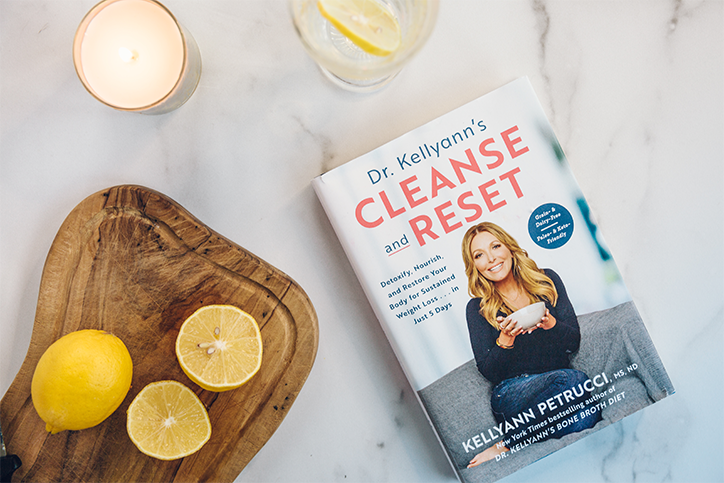 Dr. Kellyann's
CLEANSE
and RESET
Grain- &
Dairy-Free
Paleo- & Keto-
Friendly
Detoxify, Nourish,
and Restore Your
Body for Sustained
Weight Loss . . . in
Just 5 Days
KELLYANN PETRUCCI, MS, ND
New York Times bestselling author of
DR. KELLYANN'S BONE BROTH DIET